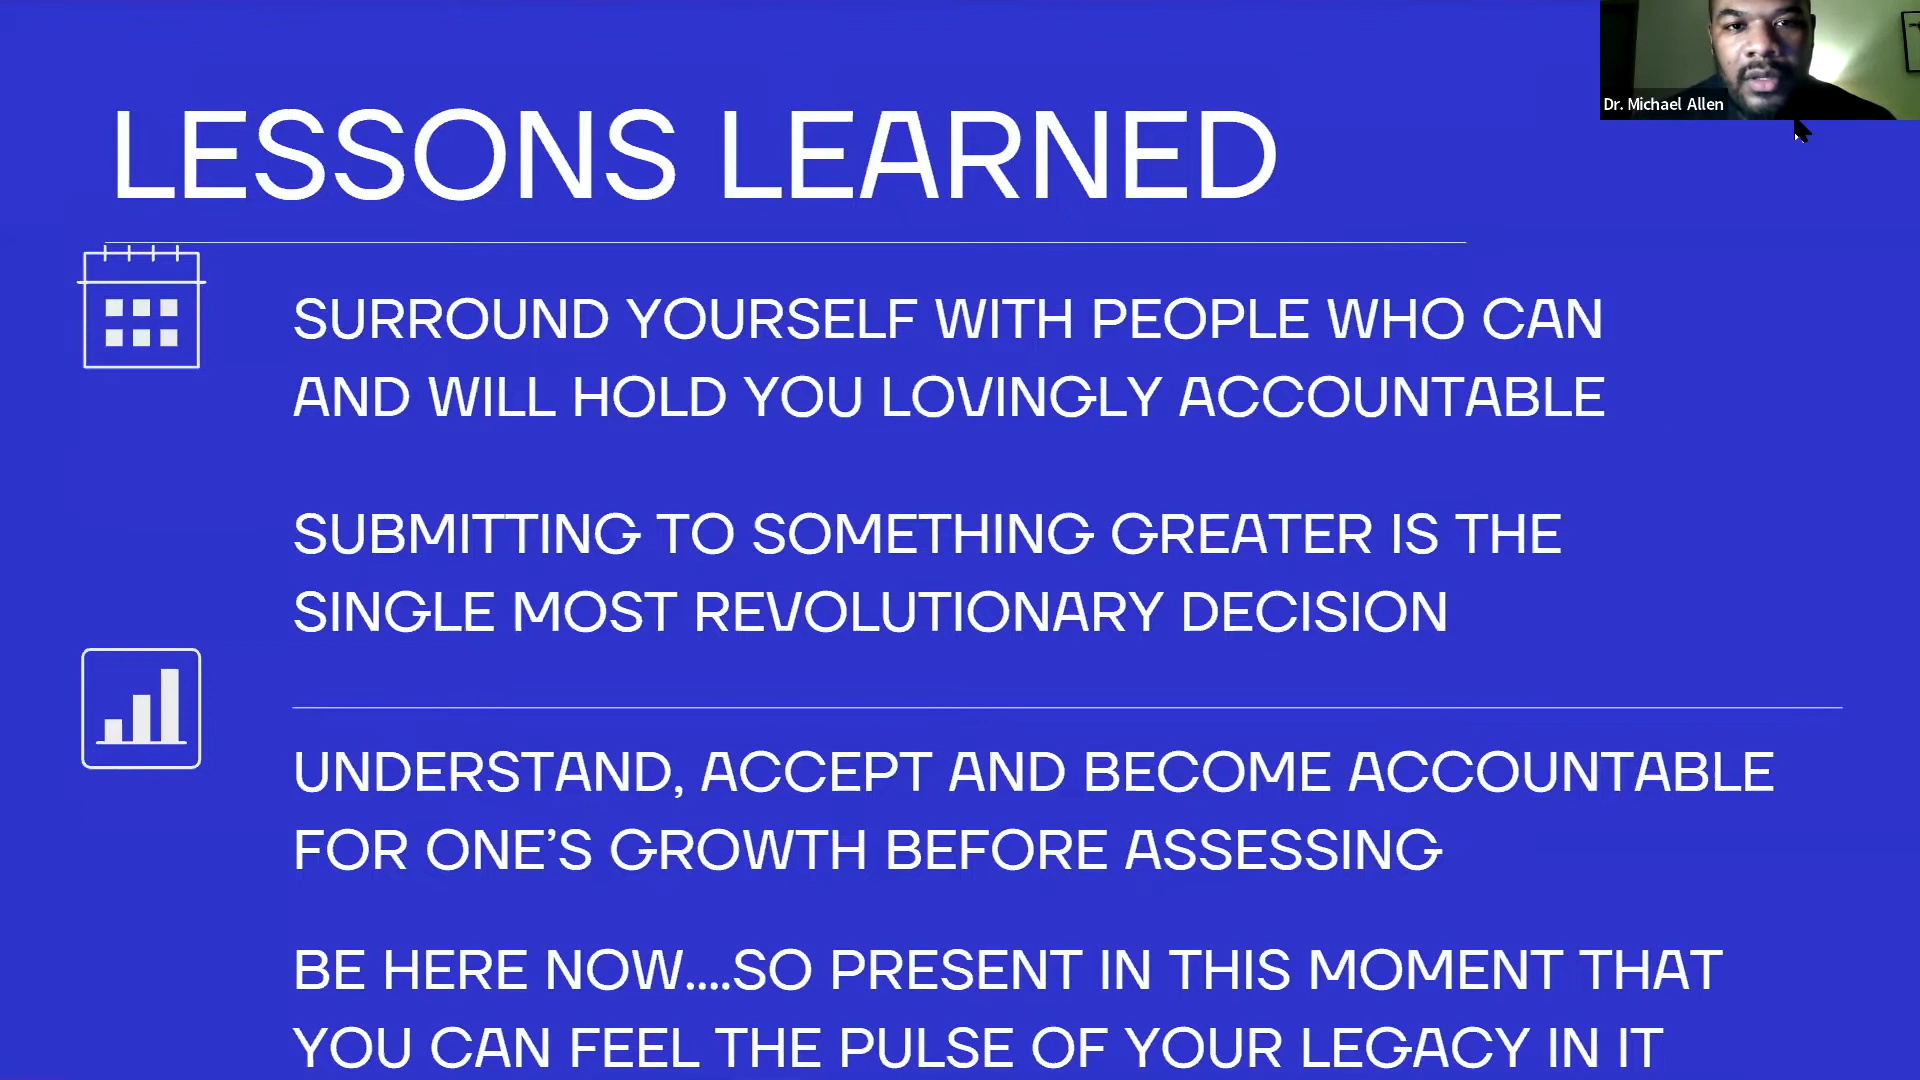 LESSONS LEARNED
Dr. Michael Allen
SURROUND YOURSELF WITH PEOPLE WHO CAN
AND WILL HOLD YOU LOVINGLY ACCOUNTABLE
SUBMITTING TO SOMETHING GREATER IS THE
SINGLE MOST REVOLUTIONARY DECISION
UNDERSTAND, ACCEPT AND BECOME ACCOUNTABLE
FOR ONE’S GROWTH BEFORE ASSESSING
BE HERE NOW....SO PRESENT IN THIS MOMENT THAT
YOU CAN FEEL THE PULSE OF YOUR LEGACY IN IT